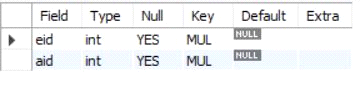 Field Type Null Key Default Extra
eid int YES MUL NULL
aid int YES MUL NULL